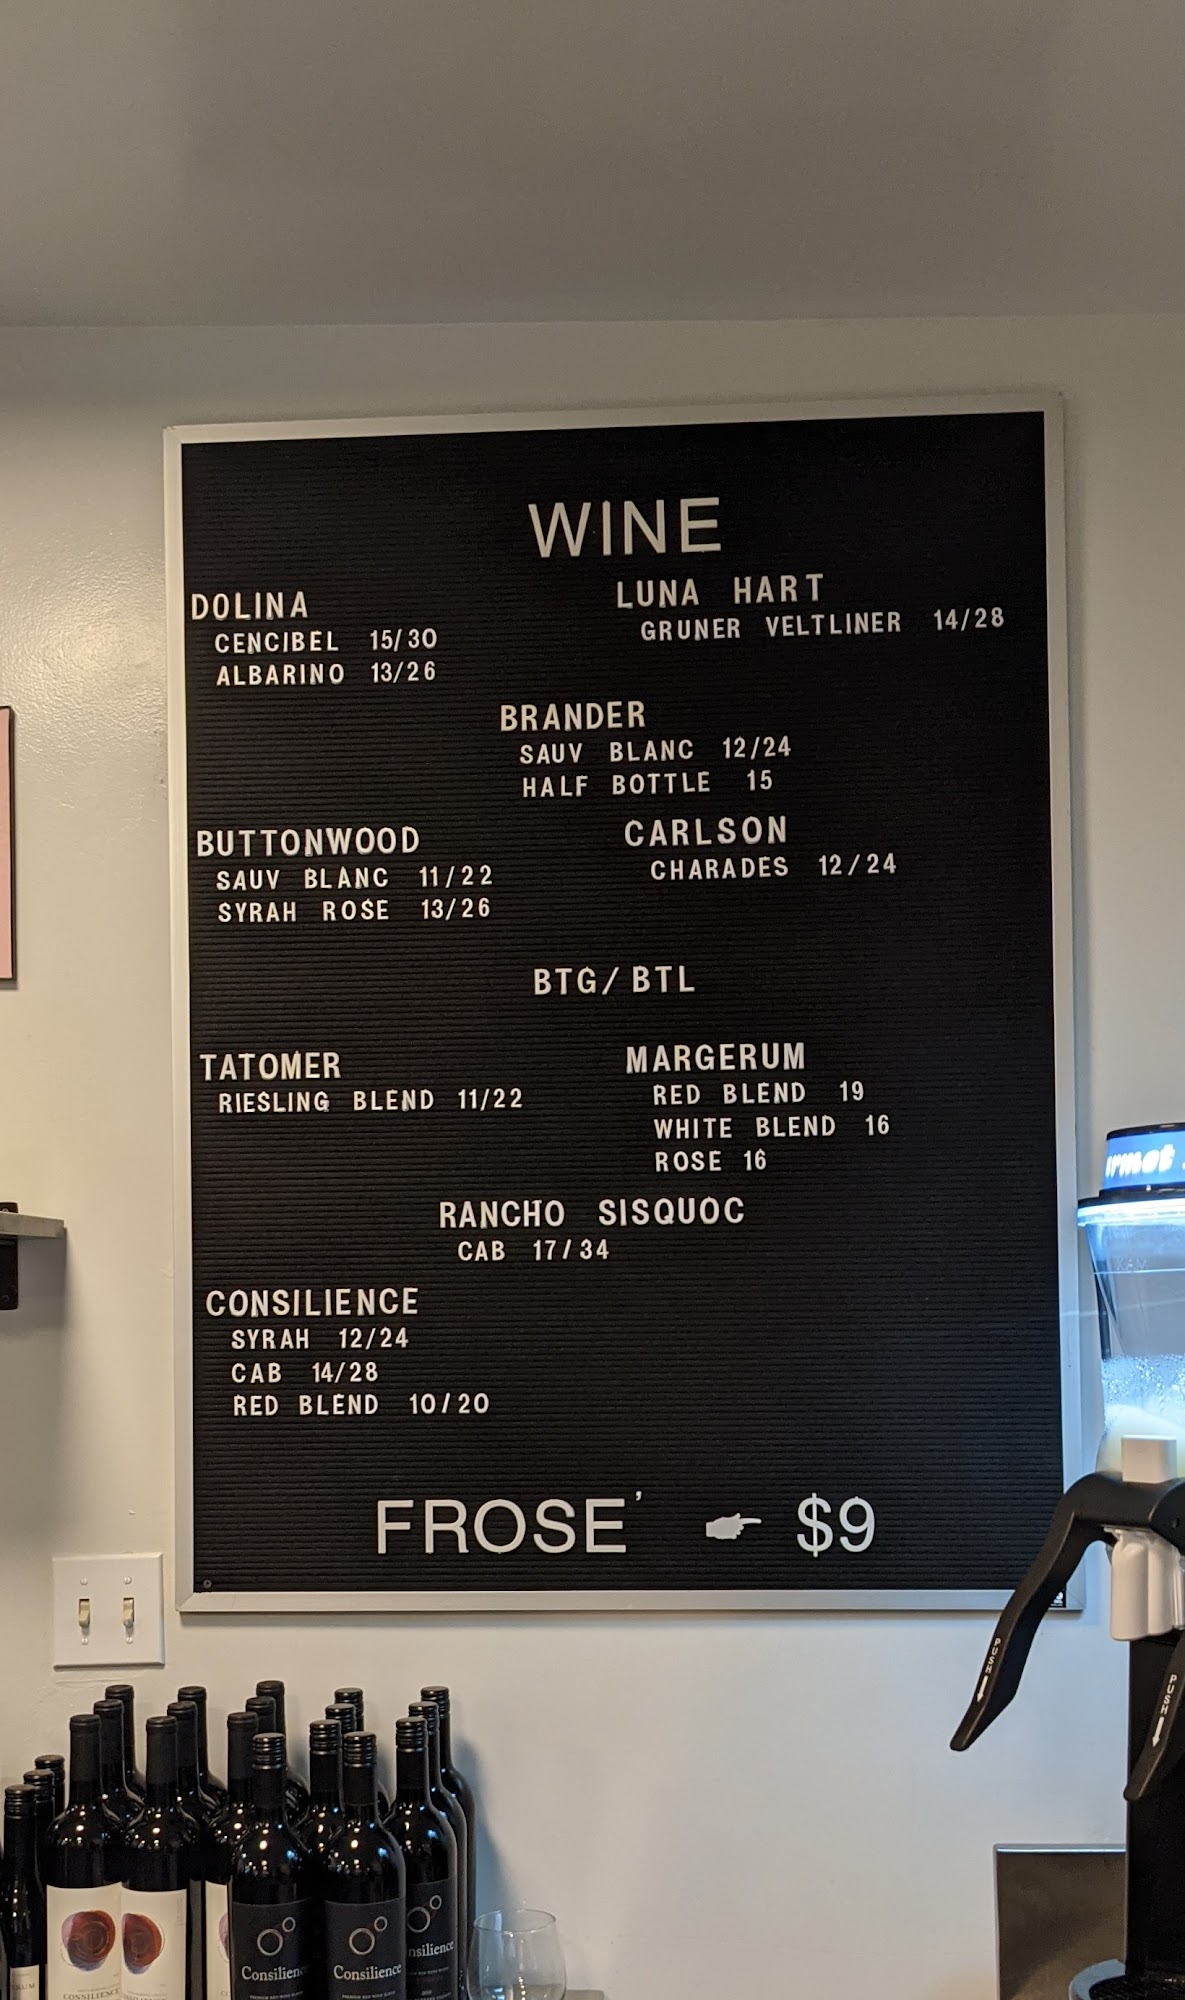 WINE
DOLINA
CENCIBEL 15/30
ALBARINO 13/26
LUNA HART
GRUNER VELTLINER 14/28
BRANDER
SAUV BLANC 12/24
HALF BOTTLE 15
BUTTONWOOD
SAUV BLANC 11/22
SYRAH ROSE 13/26
CARLSON
CHARADES 12/24
BTG/BTL
TATOMER
RIESLING BLEND 11/22
MARGERUM
RED BLEND 19
WHITE BLEND 16
ROSE 16
RANCHO SISQUOC
CAB 17/34
CONSILIENCE
SYRAH 12/24
CAB 14/28
RED BLEND 10/20
FROSE' ☛ $9
PUSH
PUSH
Consilience
Consilience
nsilience
CONSILIENCE